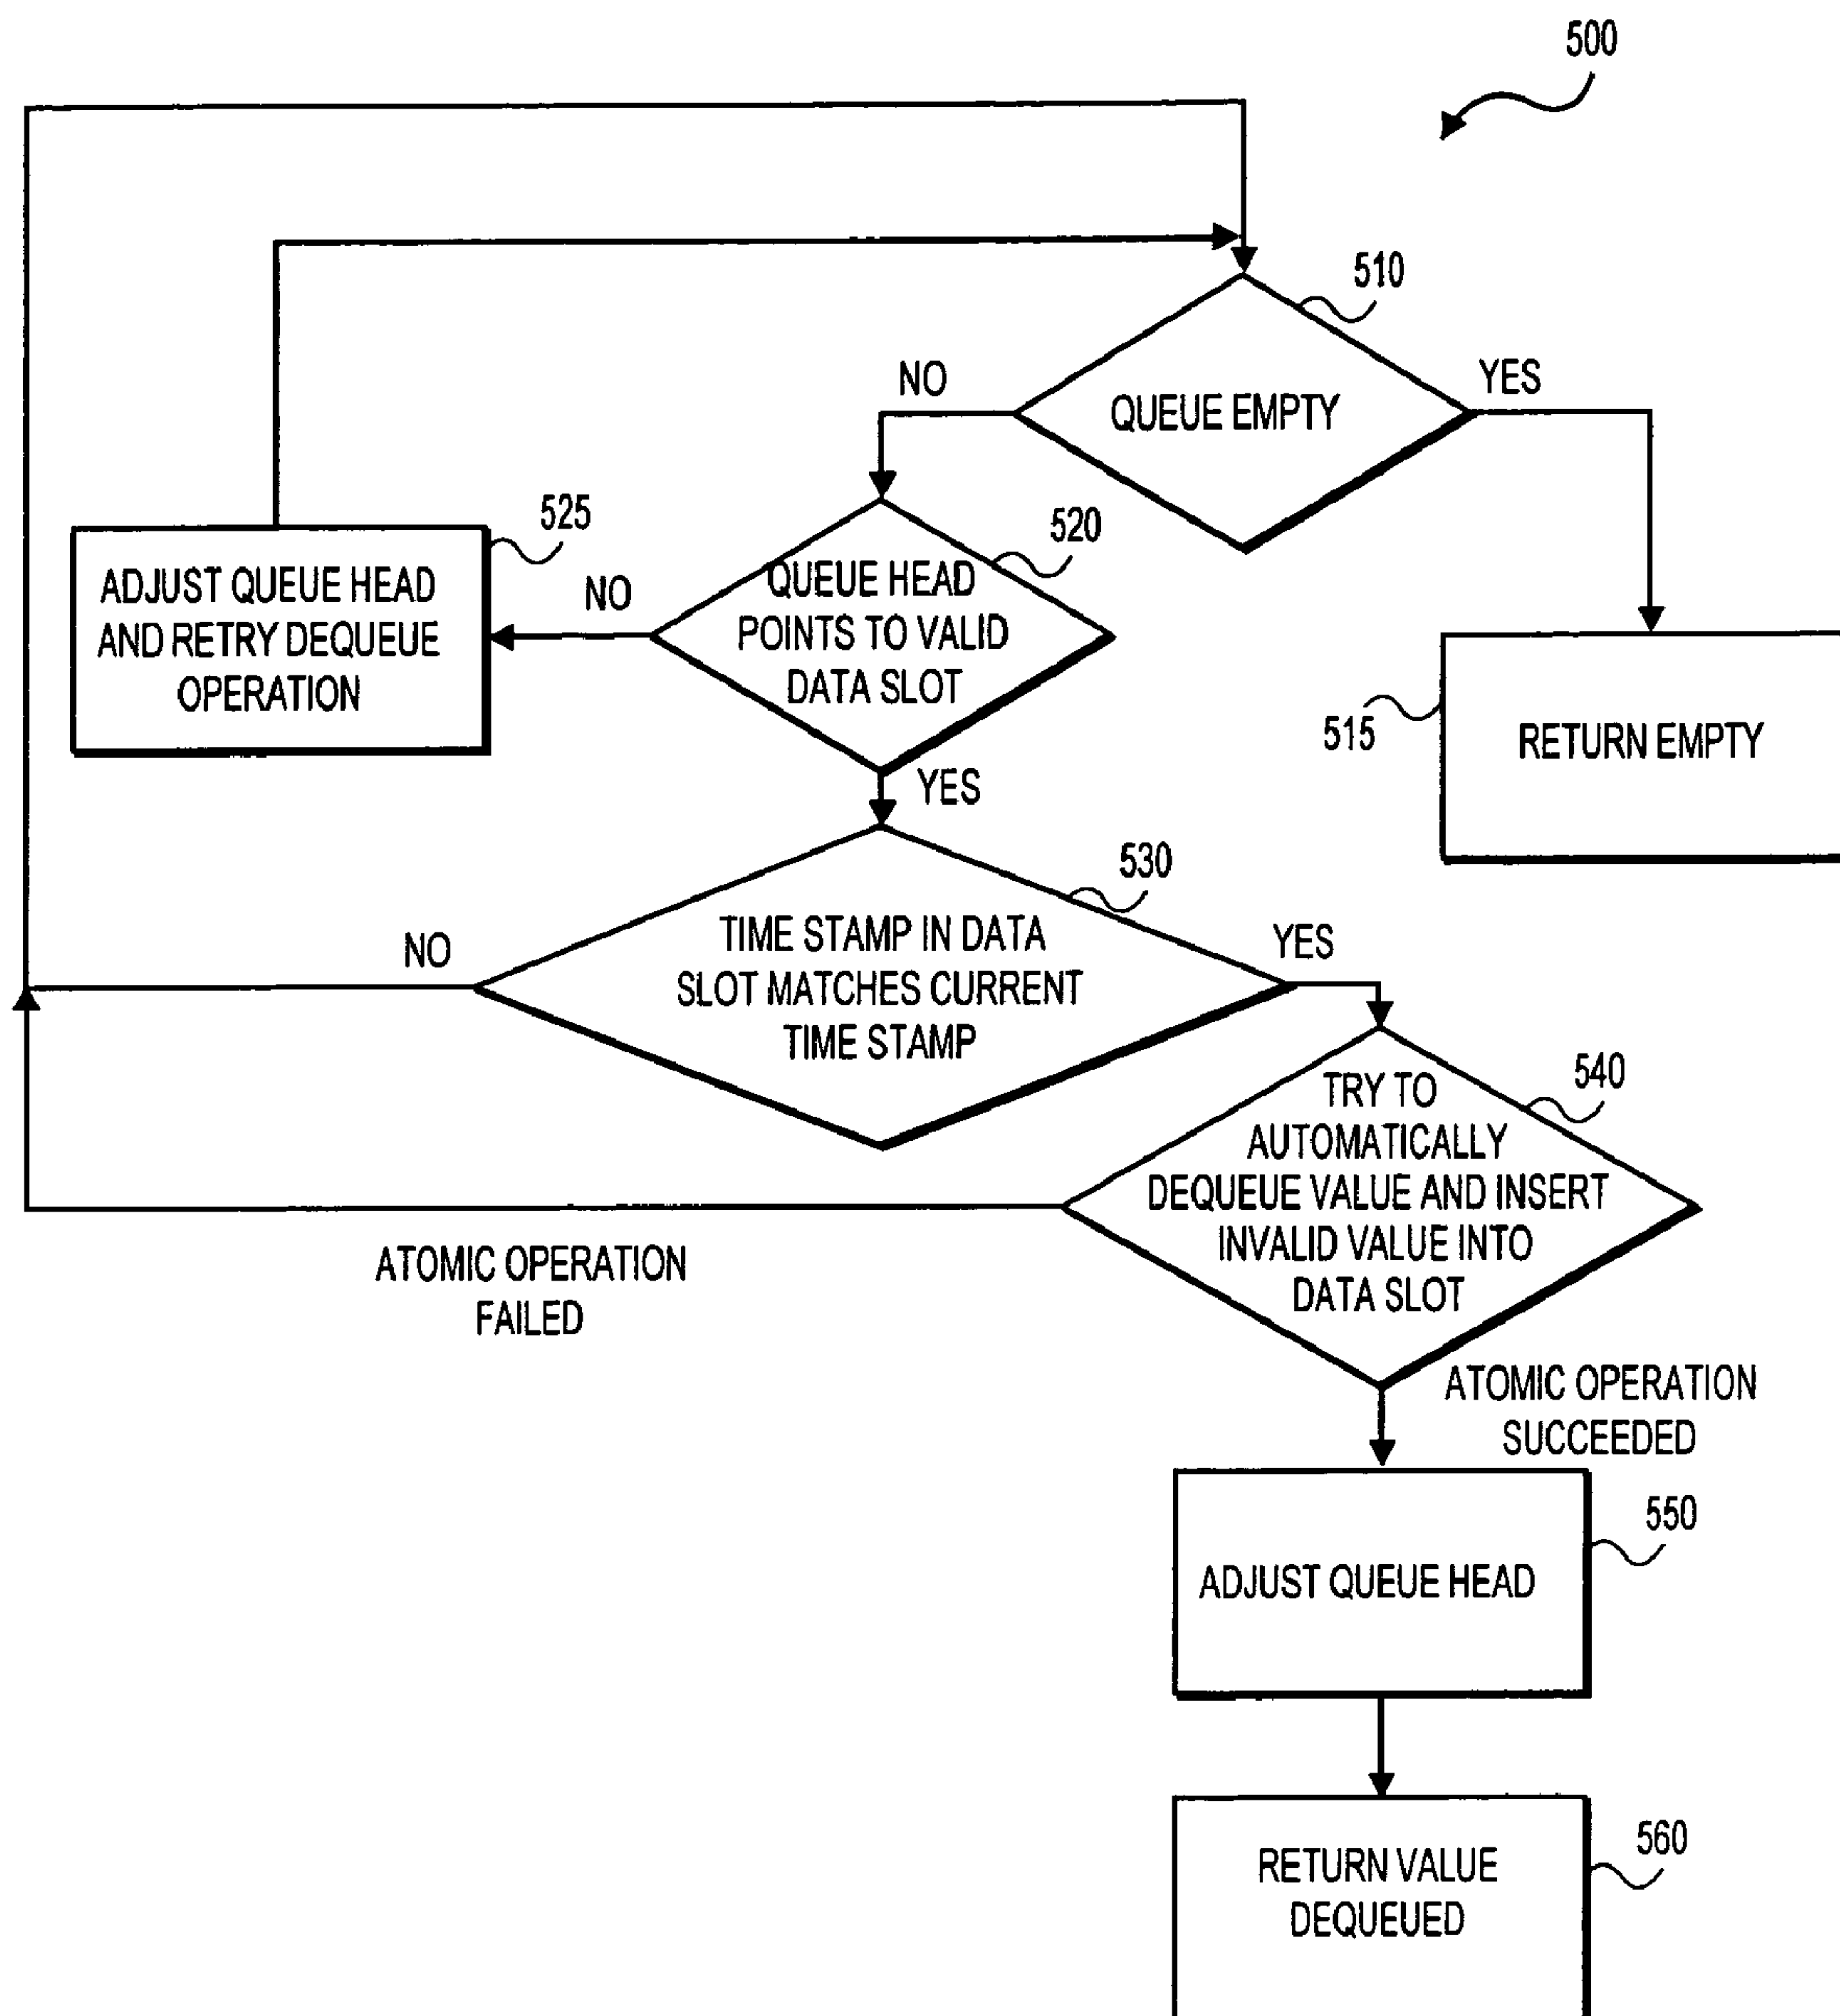 500
510
NO
YES
QUEUE EMPTY
525
520
ADJUST QUEUE HEAD
AND RETRY DEQUEUE
OPERATION
NO
QUEUE HEAD
POINTS TO VALID
DATA SLOT
515
RETURN EMPTY
YES
530
NO
TIME STAMP IN DATA
SLOT MATCHES CURRENT
TIME STAMP
YES
540
TRY TO
AUTOMATICALLY
DEQUEUE VALUE AND INSERT
INVALID VALUE INTO
DATA SLOT
ATOMIC OPERATION
FAILED
ATOMIC OPERATION
SUCCEEDED
550
ADJUST QUEUE HEAD
560
RETURN VALUE
DEQUEUED